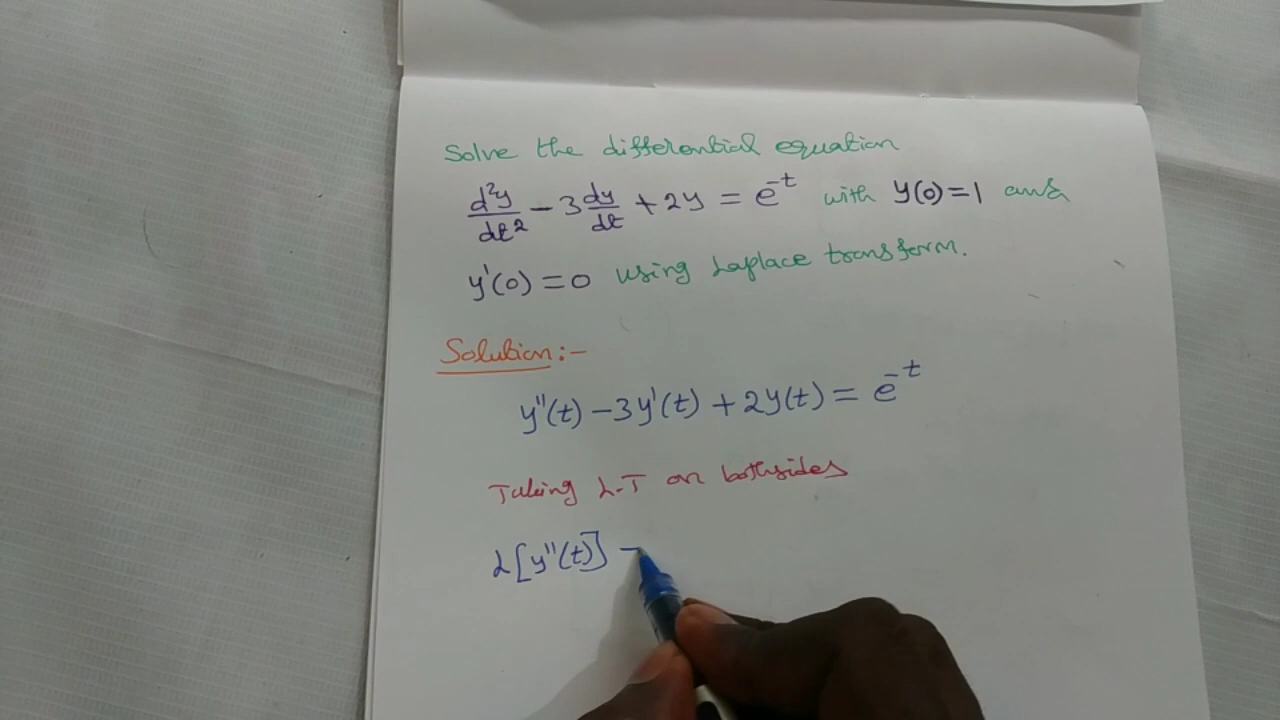 Solve the differential equation
d²y/dt² - 3 dy/dt + 2y = e^-t with y(0)=1 and
y'(0)=0 using Laplace transform.
Solution:-
y''(t) - 3y'(t) + 2y(t) = e^-t
Taking L.T on bothsides
L[y''(t)] -